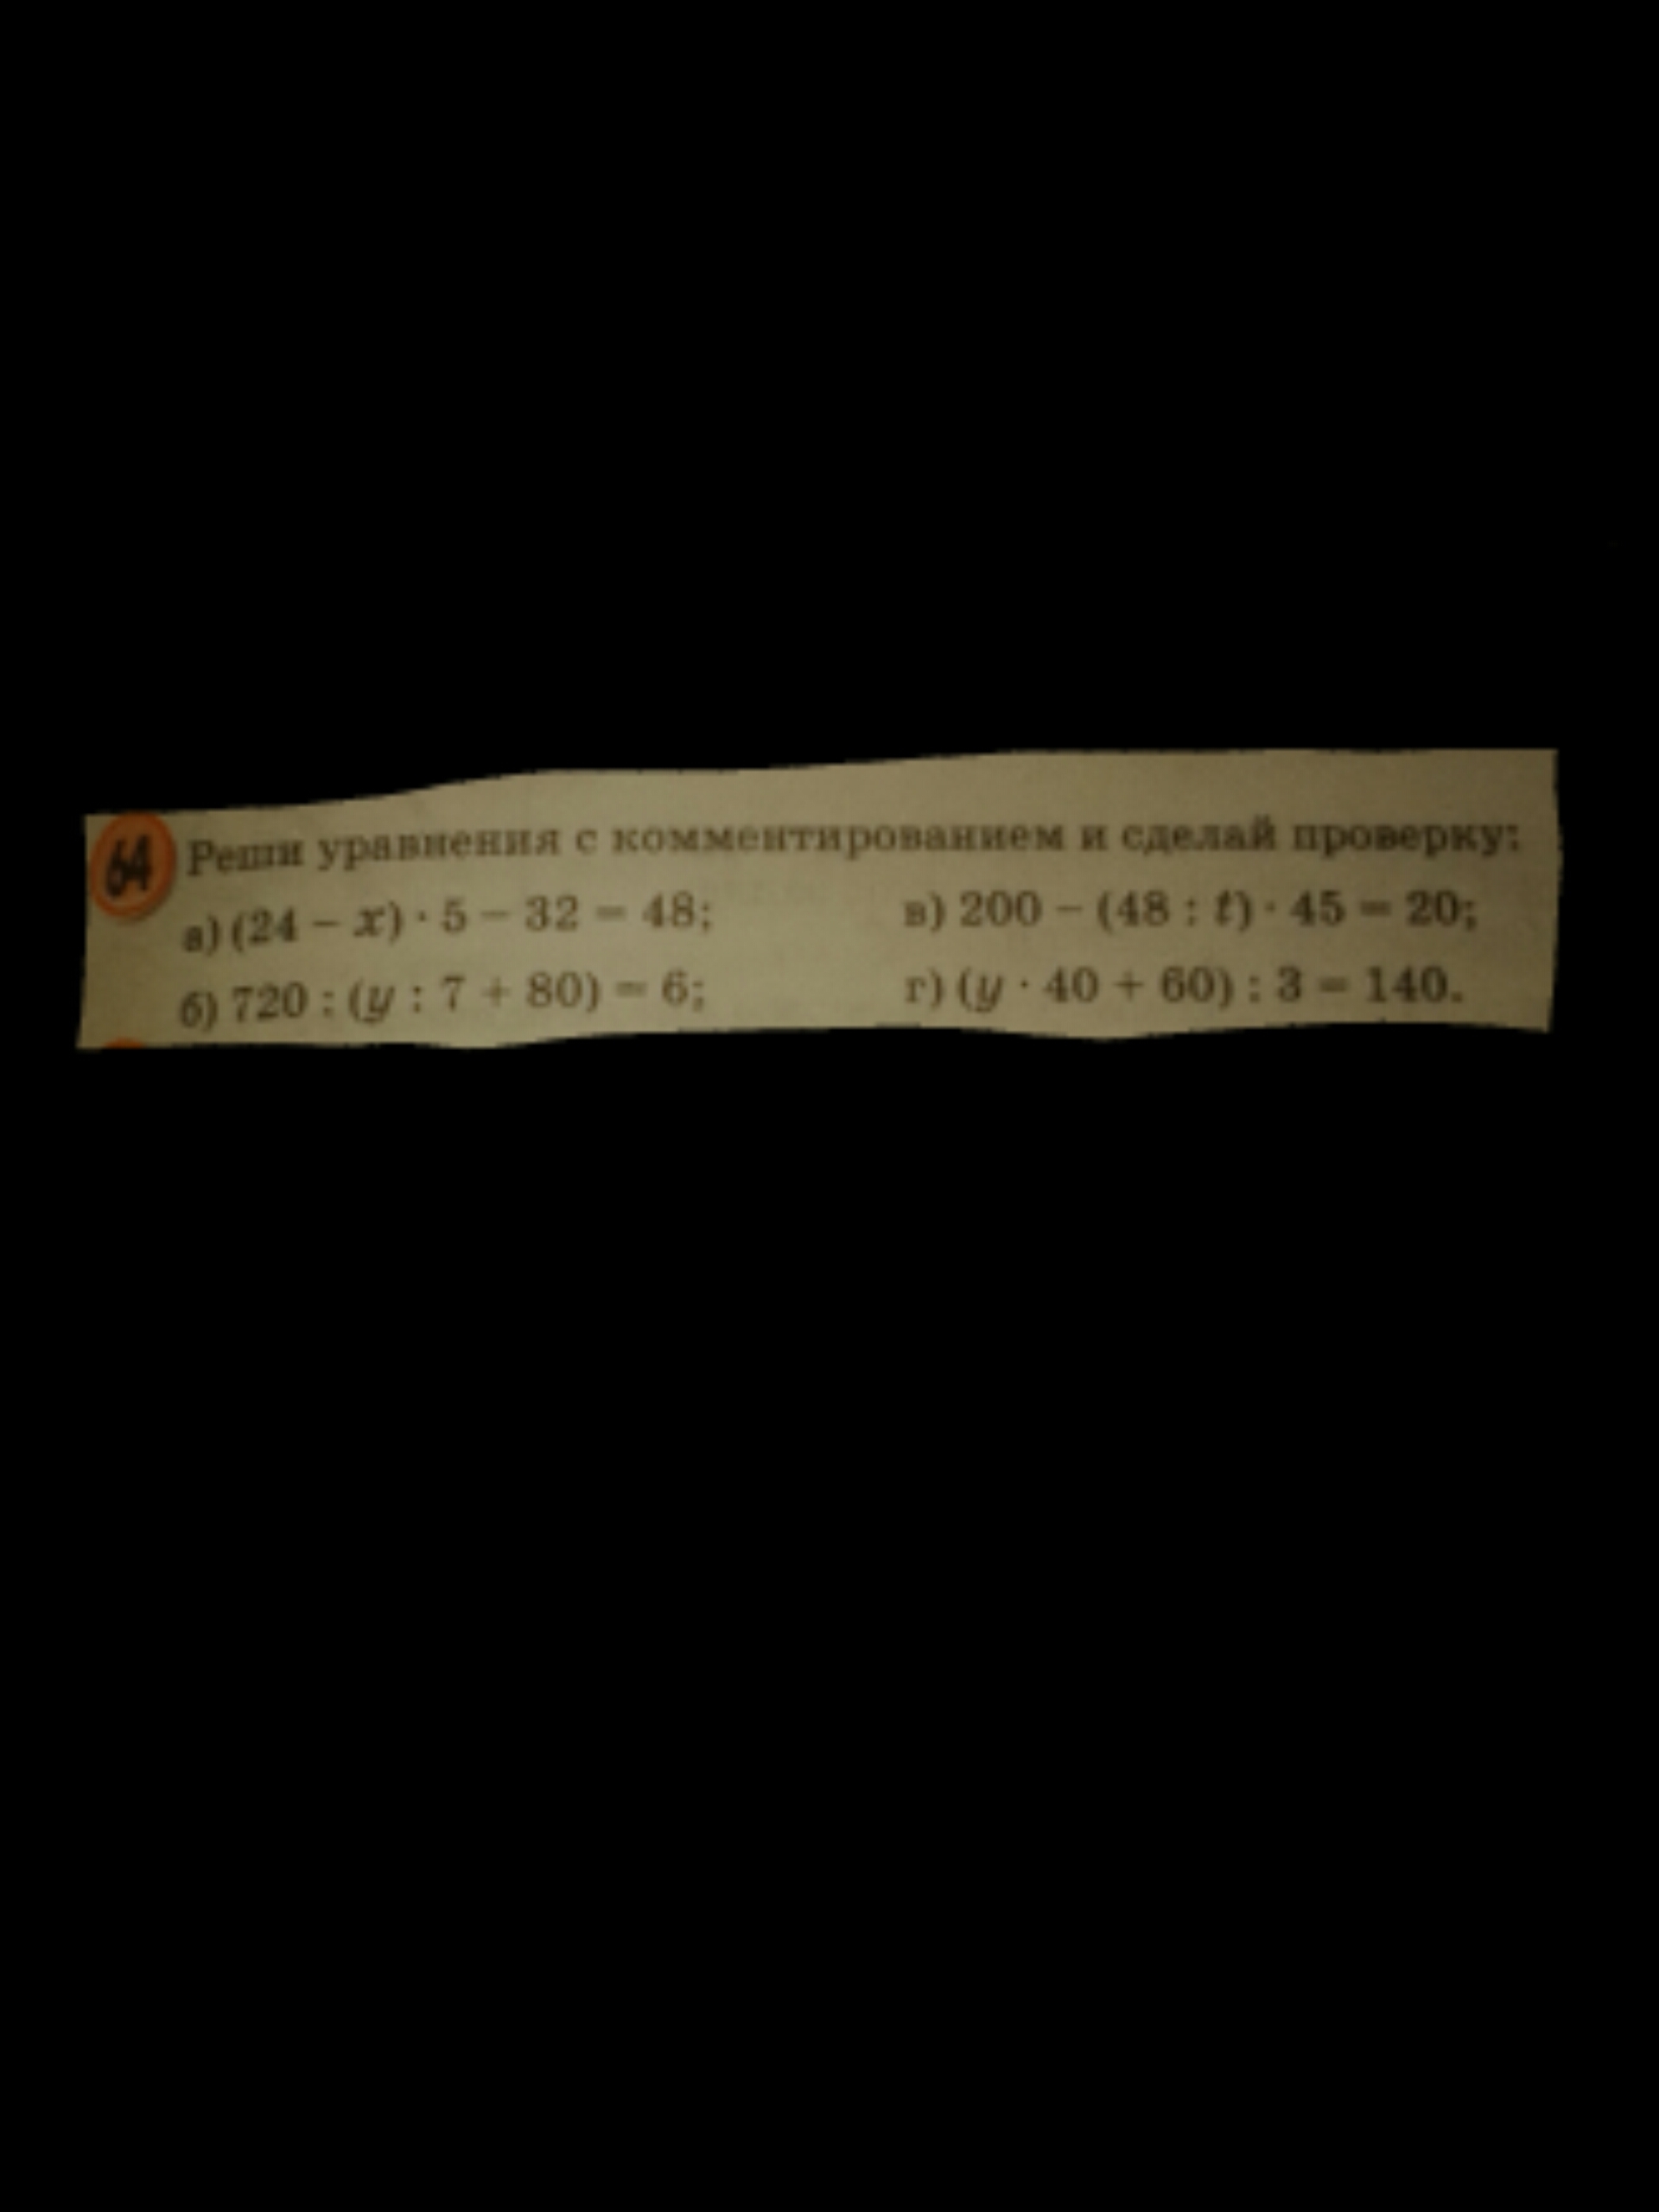 64 Реши уравнения с комментированием и сделай проверку:
а) (24 – x) · 5 – 32 = 48; в) 200 – (48 : t) · 45 = 20;
б) 720 : (y : 7 + 80) = 6; г) (y · 40 + 60) : 3 = 140.